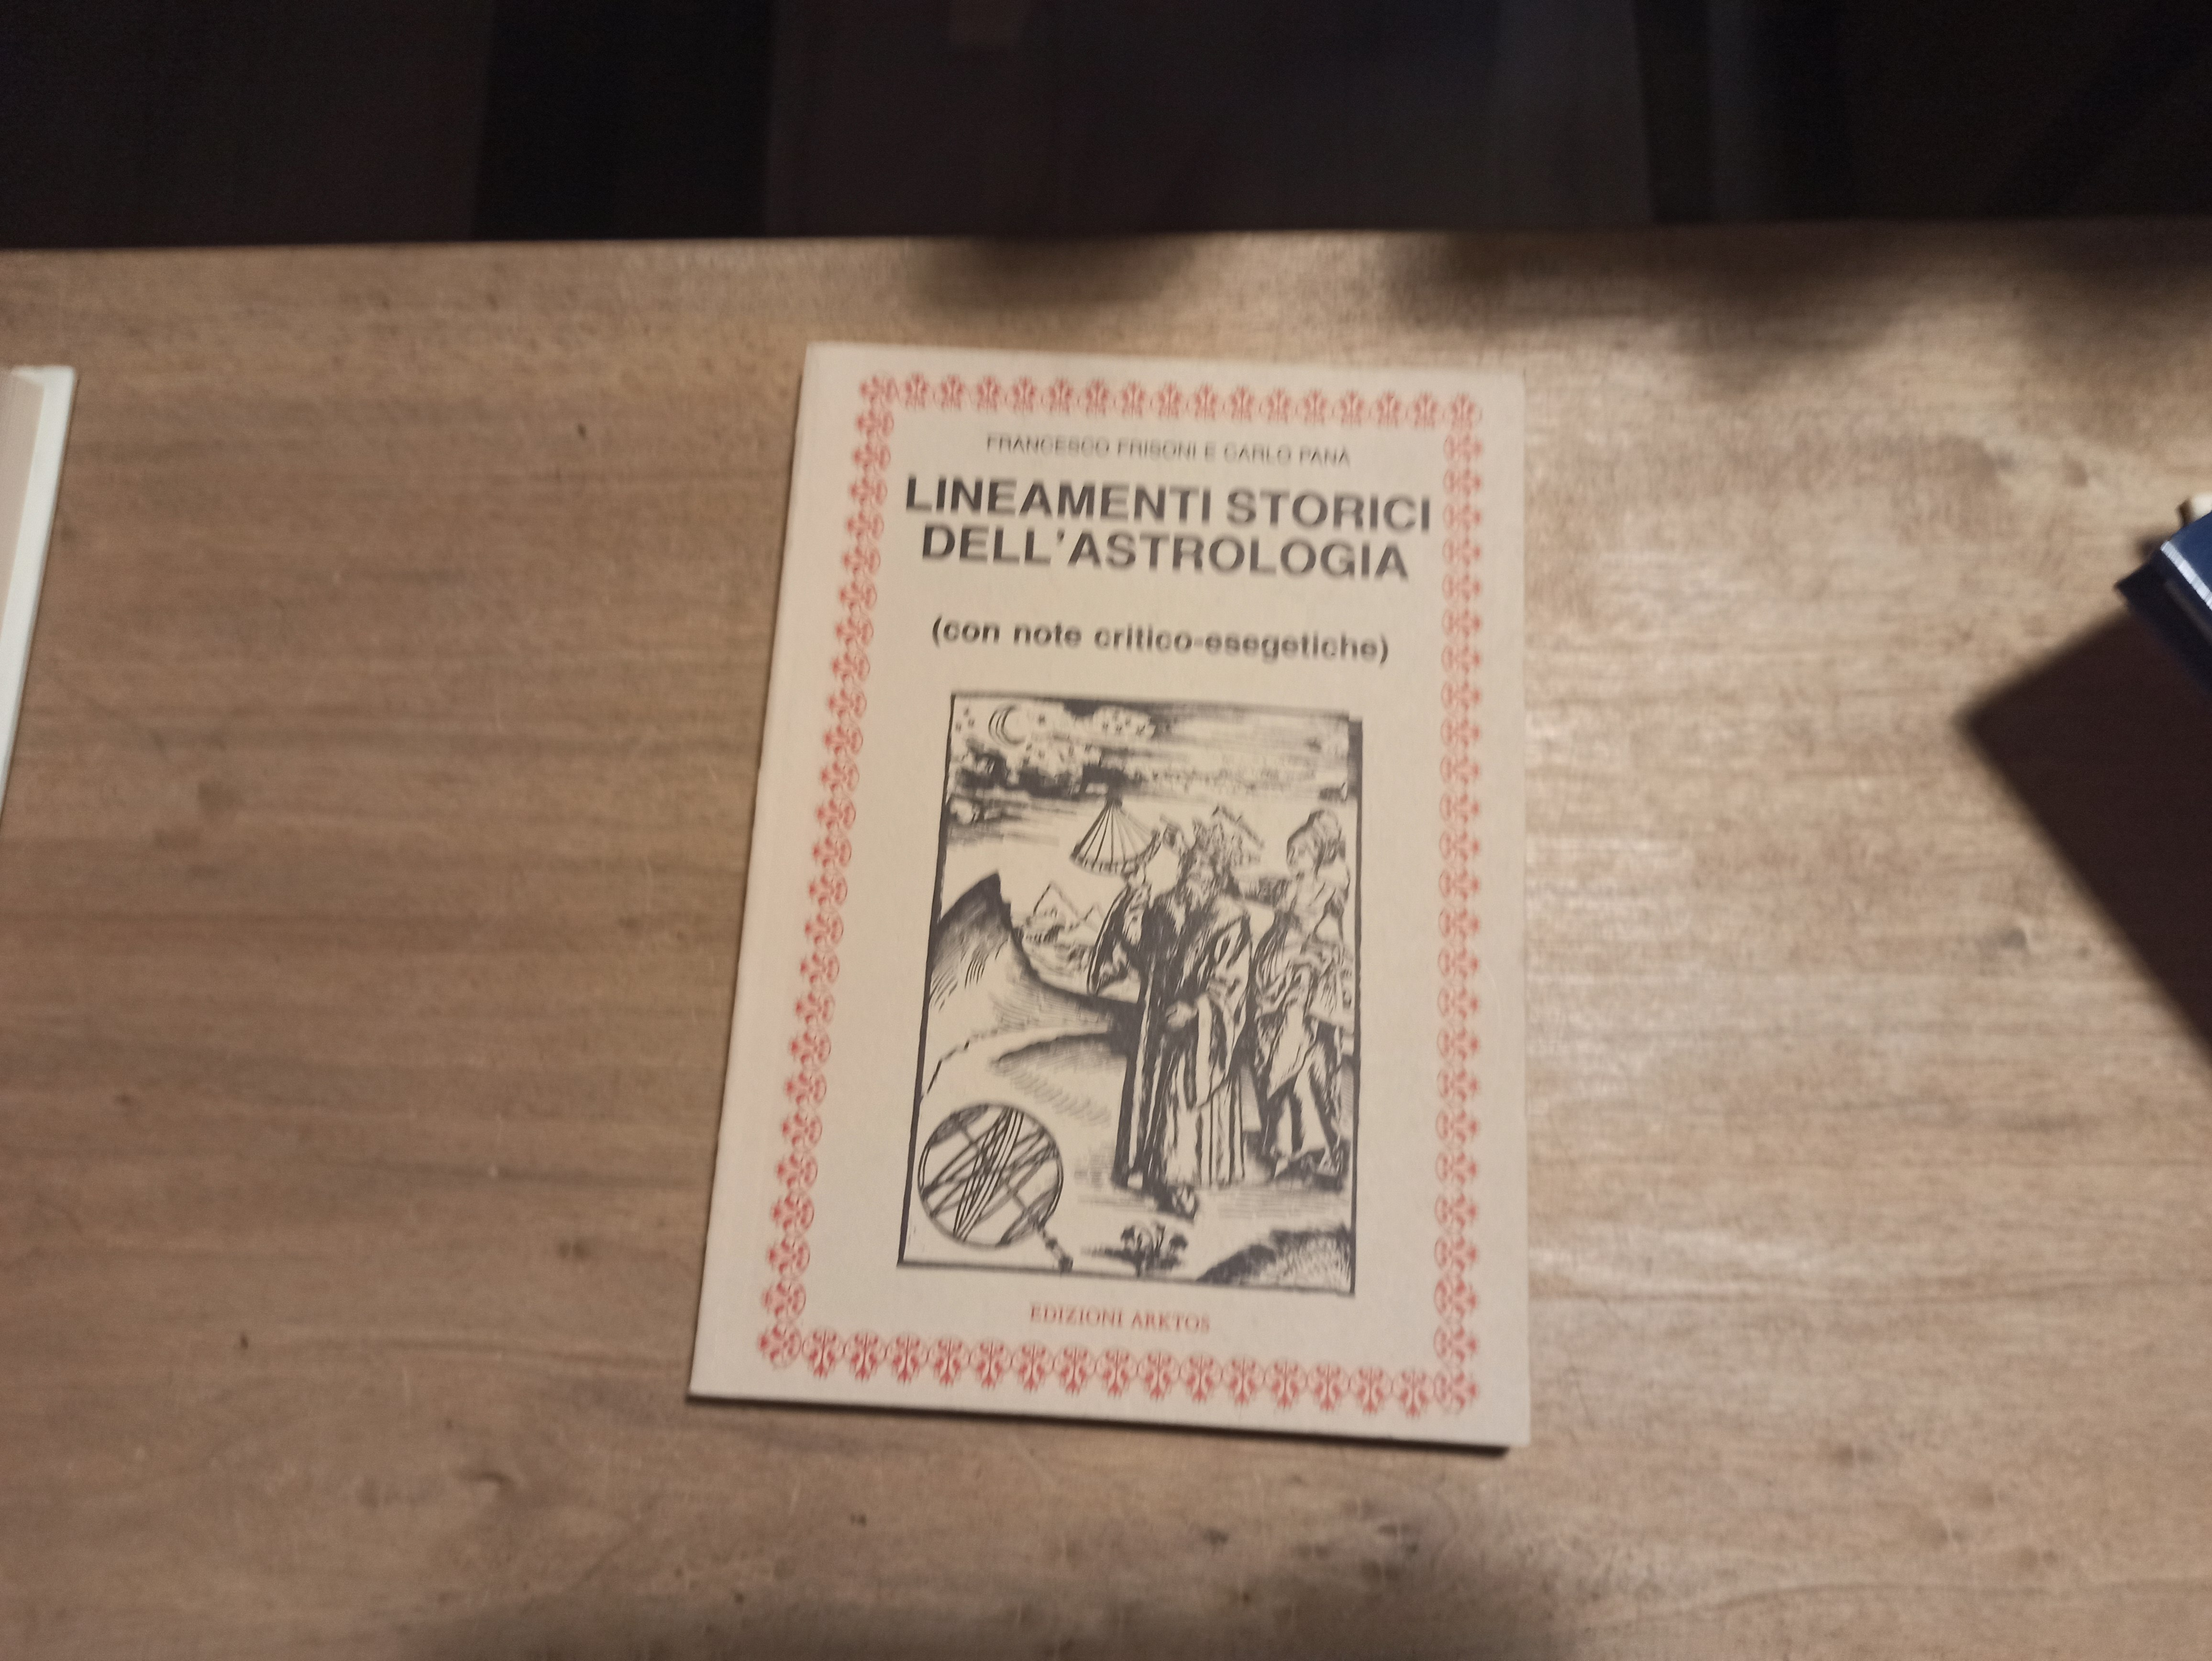 FRANCESCO FRISONI E CARLO PANÀ
LINEAMENTI STORICI
DELL'ASTROLOGIA
(con note critico-esegetiche)
EDIZIONI ARKTOS